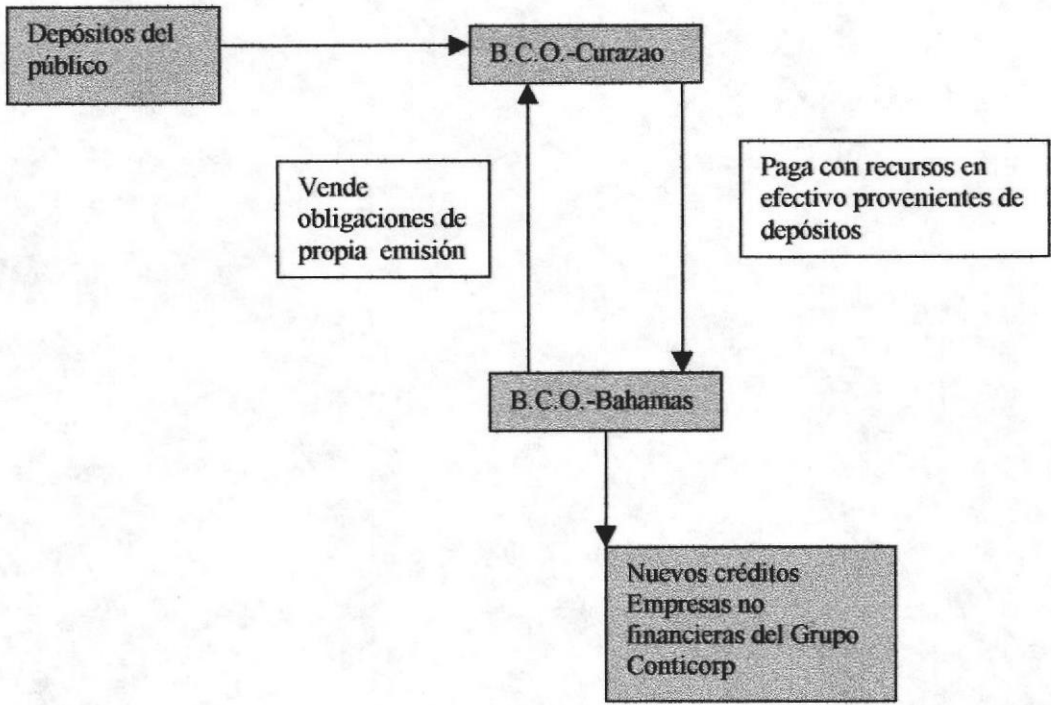 Depósitos del
público
B.C.O.-Curazao
Vende
obligaciones de
propia emisión
Paga con recursos en
efectivo provenientes de
depósitos
B.C.O.-Bahamas
Nuevos créditos
Empresas no
financieras del Grupo
Conticorp